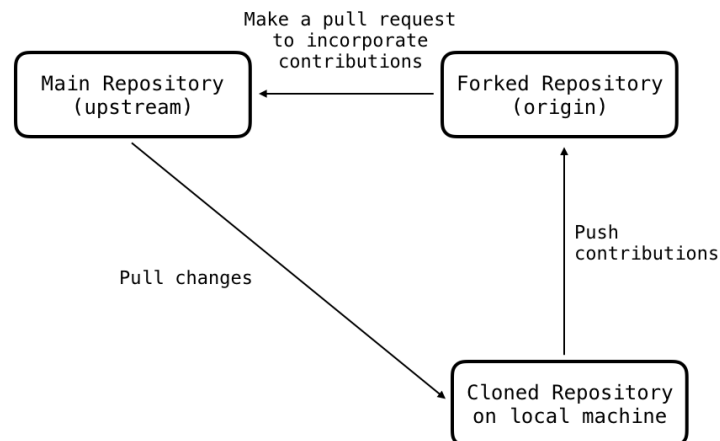 Make a pull request
to incorporate
contributions
Main Repository
(upstream)
Forked Repository
(origin)
Push
contributions
Pull changes
Cloned Repository
on local machine